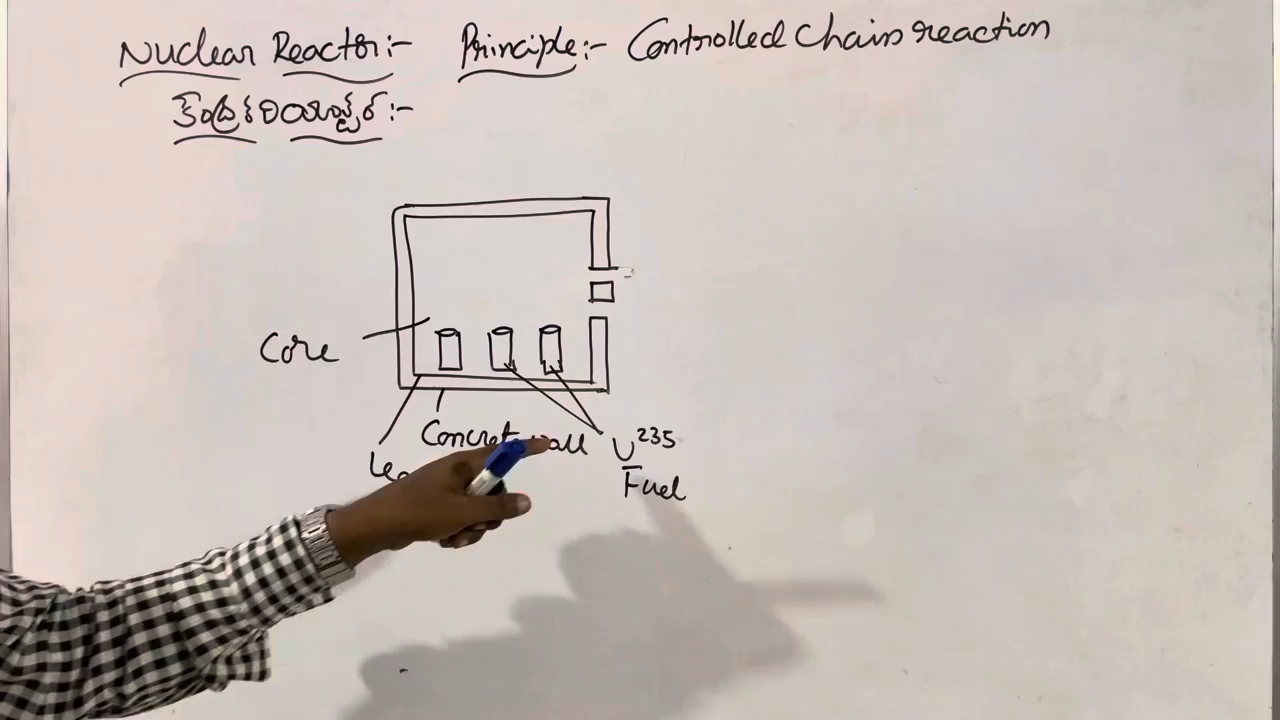 Nuclear Reactor:- Principle:- Controlled Chain reaction
కేంద్రక రియాక్టర్:-
Core
Concrete wall
U²³⁵
Fuel